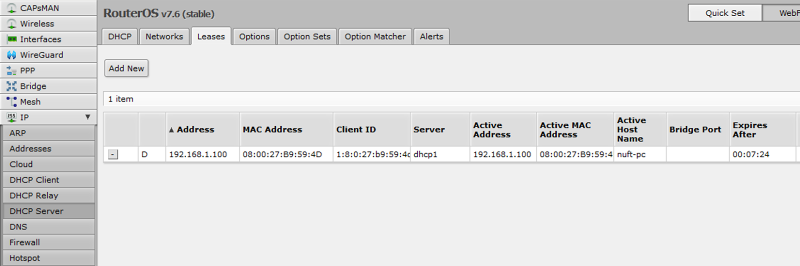 CAPsMAN
Wireless
Interfaces
WireGuard
PPP
Bridge
Mesh
IP
ARP
Addresses
Cloud
DHCP Client
DHCP Relay
DHCP Server
DNS
Firewall
Hotspot
RouterOS v7.6 (stable)
Quick Set
WebF
DHCP
Networks
Leases
Options
Option Sets
Option Matcher
Alerts
Add New
1 item
▲ Address
MAC Address
Client ID
Server
Active Address
Active MAC Address
Active Host Name
Bridge Port
Expires After
-
D
192.168.1.100
08:00:27:B9:59:4D
1:8:0:27:b9:59:4d
dhcp1
192.168.1.100
08:00:27:B9:59:4
nuft-pc
00:07:24